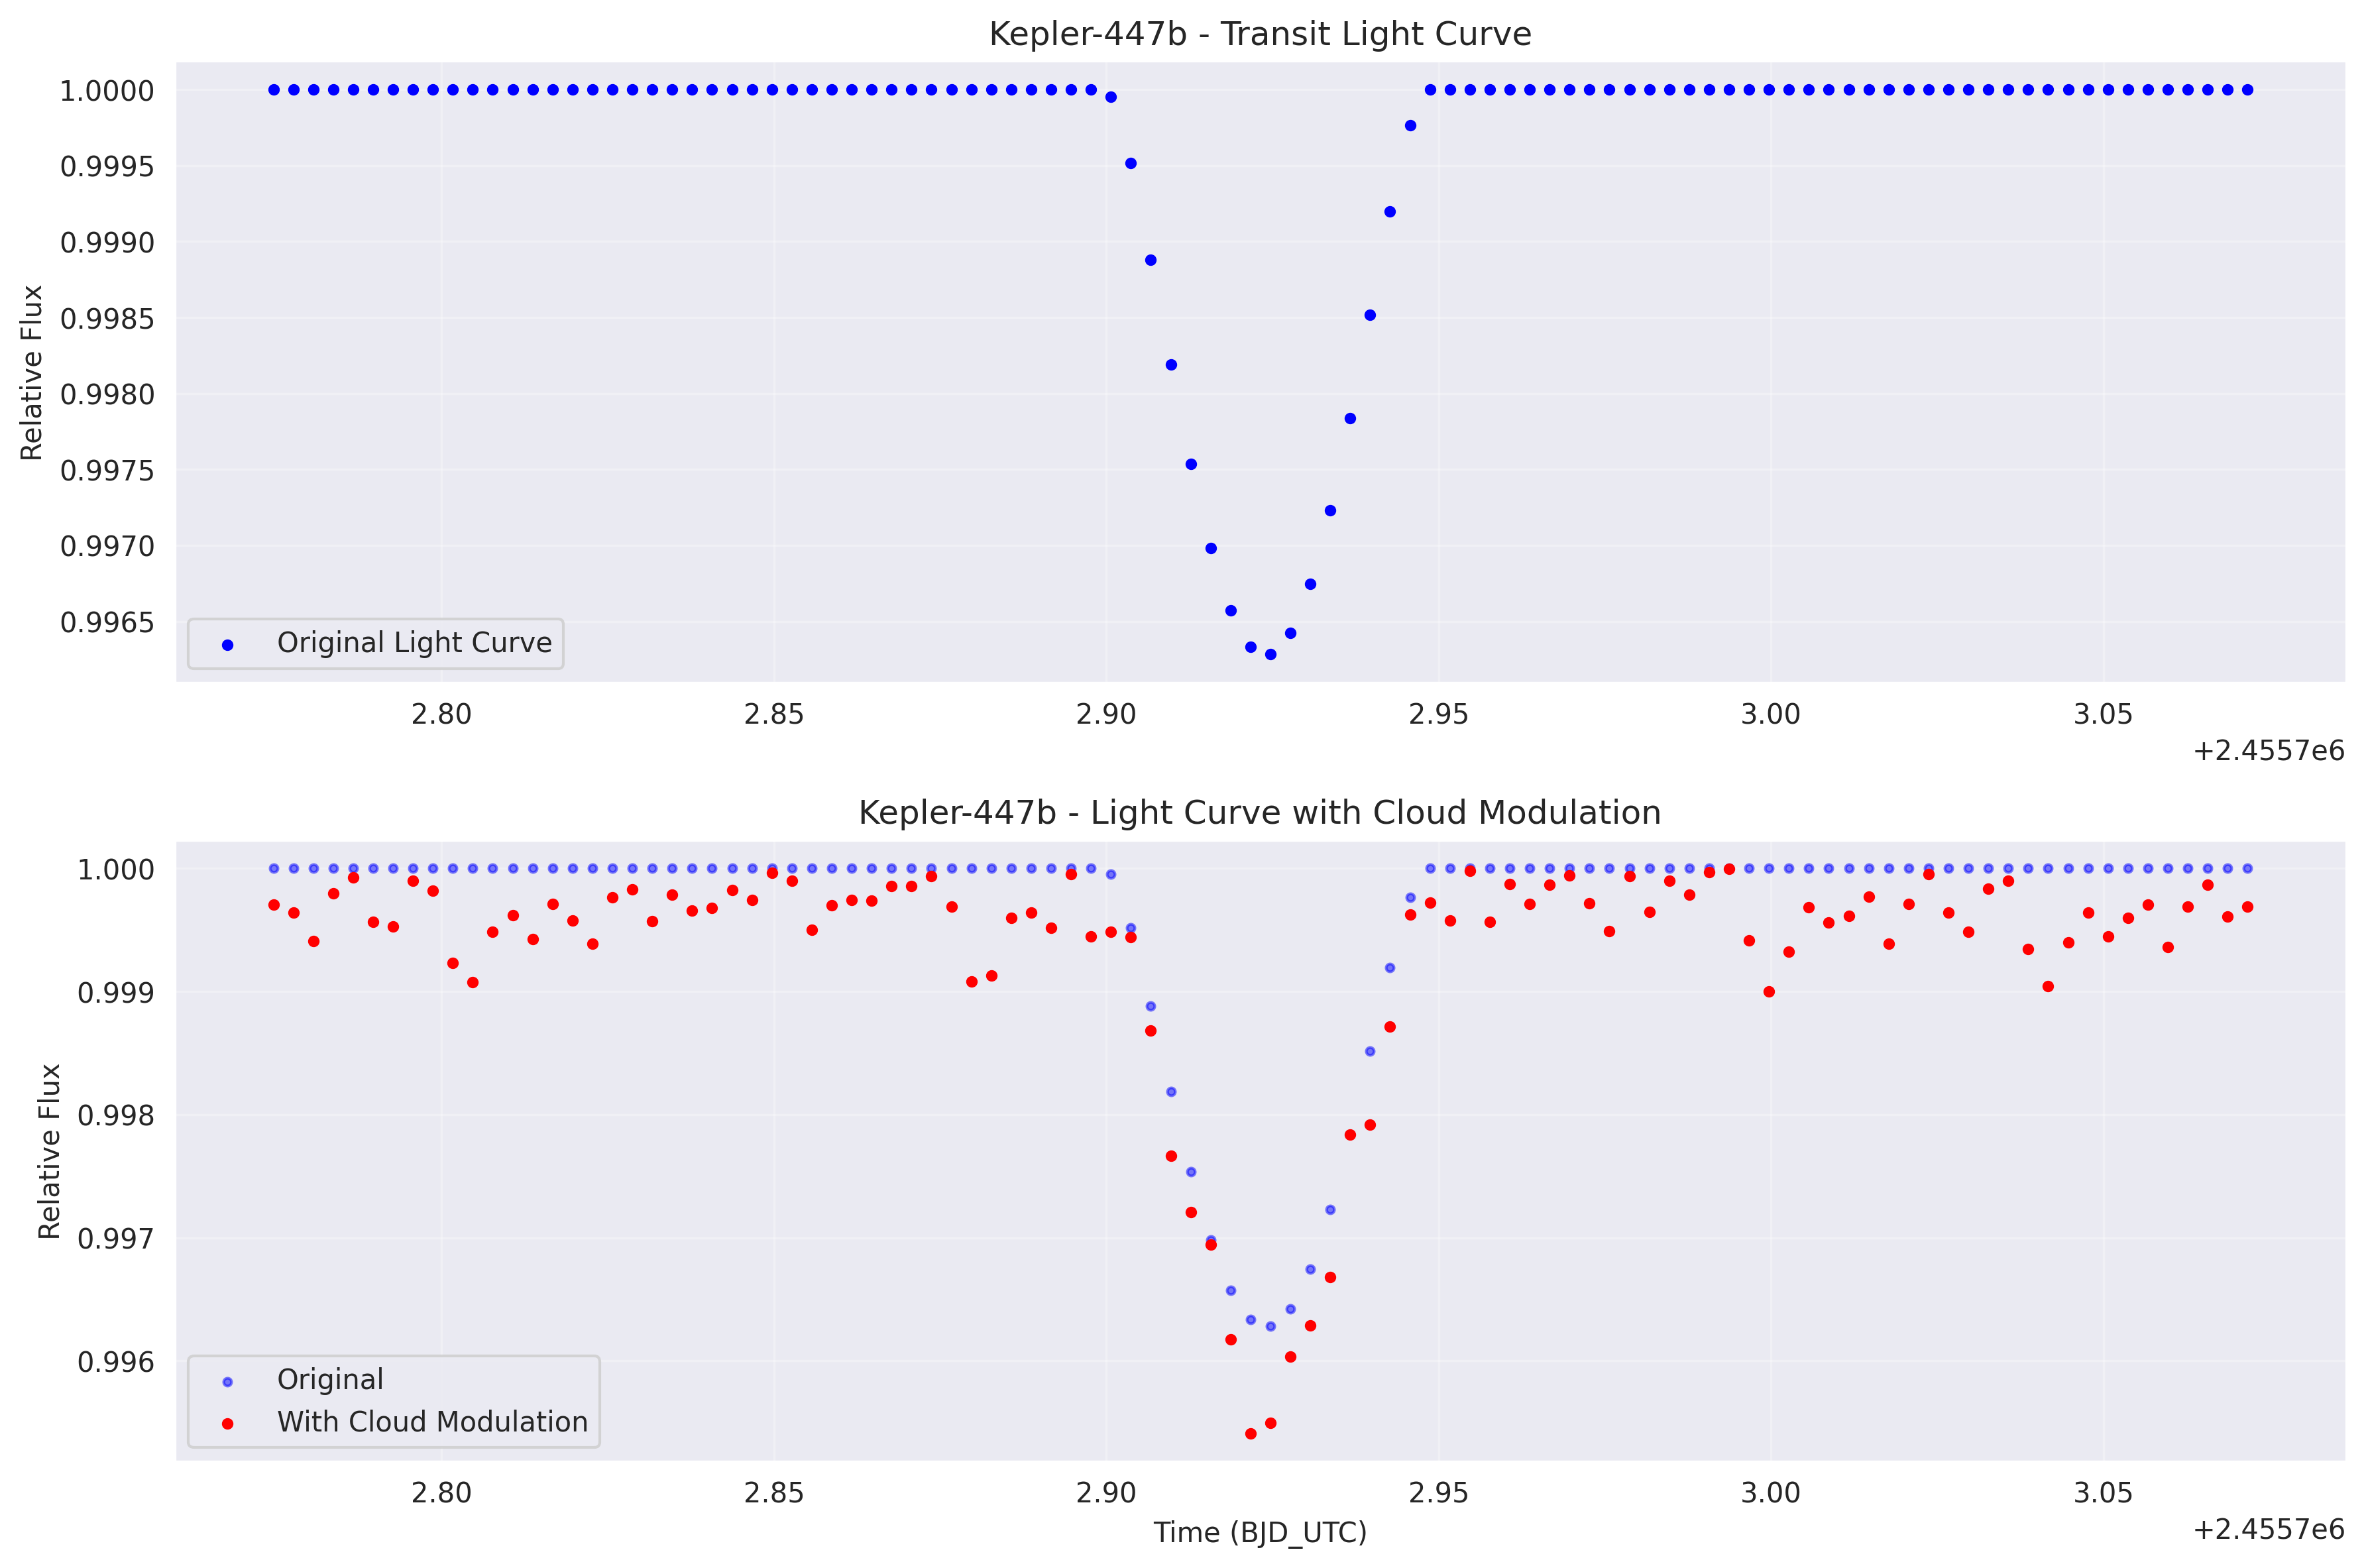 Kepler-447b - Transit Light Curve
Relative Flux
1.0000
0.9995
0.9990
0.9985
0.9980
0.9975
0.9970
0.9965
Original Light Curve
2.80 2.85 2.90 2.95 3.00 3.05
+2.4557e6
Kepler-447b - Light Curve with Cloud Modulation
Relative Flux
1.000
0.999
0.998
0.997
0.996
Original
With Cloud Modulation
2.80 2.85 2.90 2.95 3.00 3.05
Time (BJD_UTC)
+2.4557e6